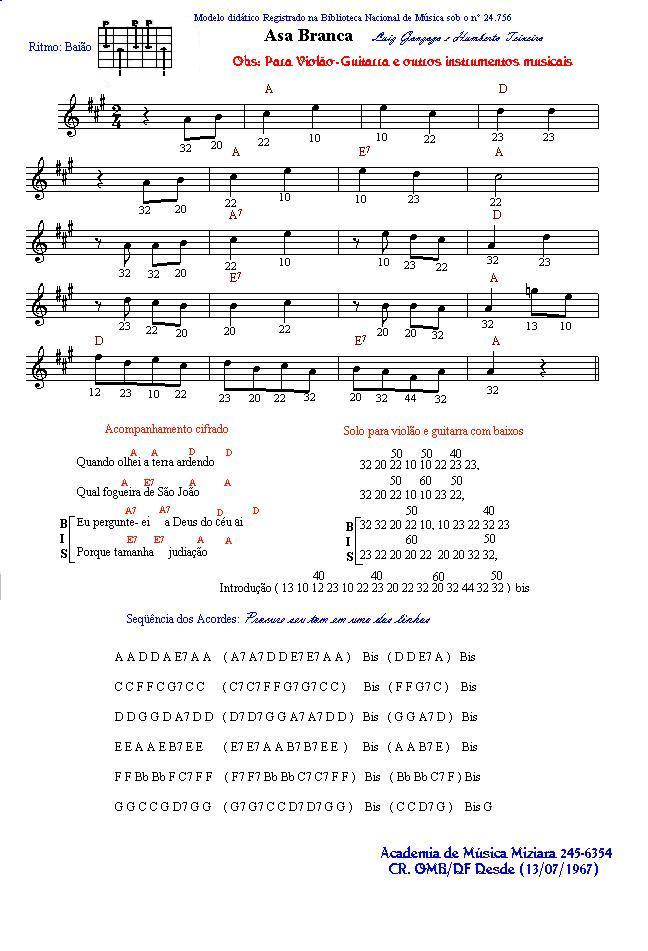 Modelo didático Registrado na Biblioteca Nacional de Música sob o nº 24.756
Ritmo: Baião
P P P
I I
Asa Branca Luiz Gonzaga e Humberto Teixeira
Obs: Para Violão-Guitarra e outros instrumentos musicais
A D
2/4
32 20 22 10 10 22 23 23
A E7 A
32 20 22 10 10 23 22
A7 D
32 32 20 22 10 10 23 22 32 23
E7 A
23 22 20 20 22 20 20 32 32 13 10
D E7 A
12 23 10 22 23 20 22 32 20 32 44 32 32
Acompanhamento cifrado
A A D D
Quando olhei a terra ardendo
A E7 A A
Qual fogueira de São João
A7 A7 D D
BIS Eu pergunte- ei a Deus do céu ai
E7 E7 A A
Porque tamanha judiação
Solo para violão e guitarra com baixos
50 50 40
32 20 22 10 10 22 23 23,
50 60 50
32 20 22 10 10 23 22,
50 40
BIS 32 32 20 22 10, 10 23 22 32 23
60 50
23 22 20 20 22 20 20 32 32,
40 40 60 50
Introdução ( 13 10 12 23 10 22 23 20 22 32 20 32 44 32 32 ) bis
Seqüência dos Acordes: Procure seu tom em uma das linhas
A A D D A E7 A A ( A7 A7 D D E7 E7 A A ) Bis ( D D E7 A ) Bis
C C F F C G7 C C ( C7 C7 F F G7 G7 C C ) Bis ( F F G7 C ) Bis
D D G G D A7 D D ( D7 D7 G G A7 A7 D D ) Bis ( G G A7 D ) Bis
E E A A E B7 E E ( E7 E7 A A B7 B7 E E ) Bis ( A A B7 E ) Bis
F F Bb Bb F C7 F F ( F7 F7 Bb Bb C7 C7 F F ) Bis ( Bb Bb C7 F ) Bis
G G C C G D7 G G ( G7 G7 C C D7 D7 G G ) Bis ( C C D7 G ) Bis G
Academia de Música Miziara 245-6354
CR. OMB/DF Desde (13/07/1967)